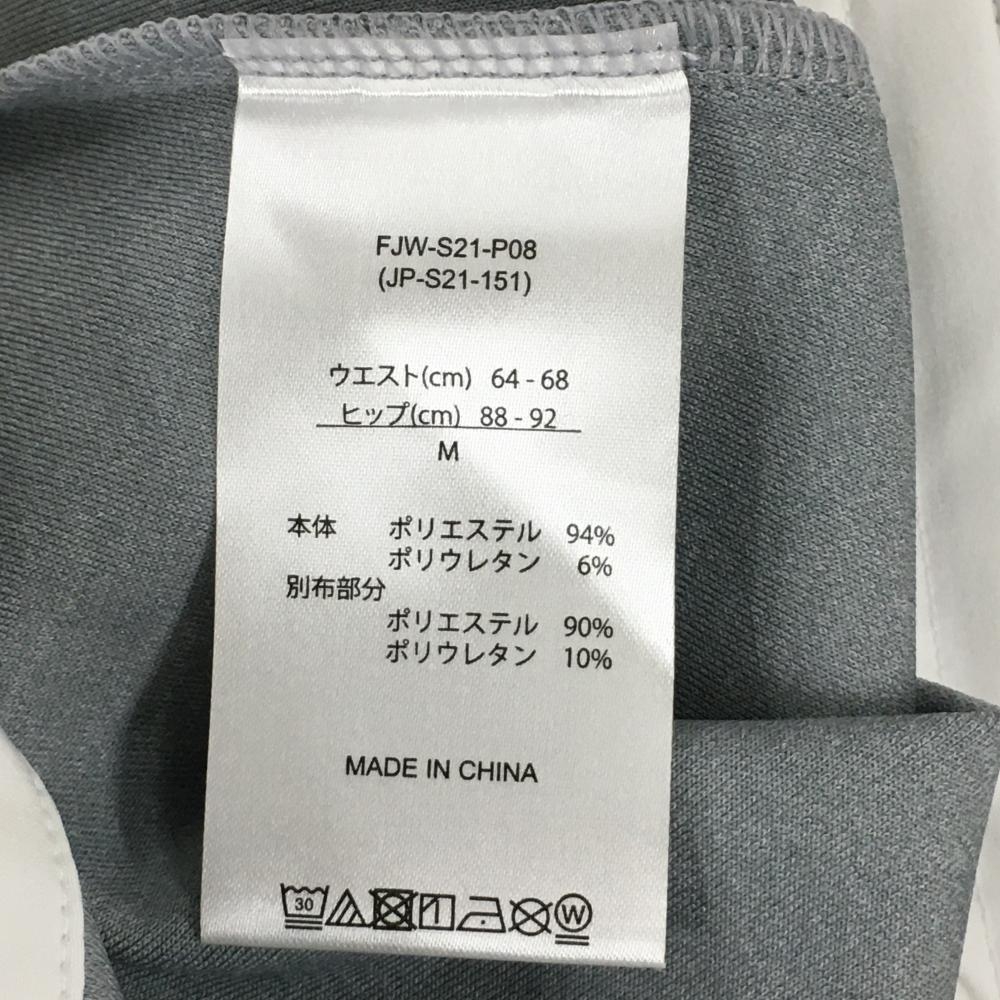 FJW-S21-P08
(JP-S21-151)
ウエスト(cm) 64 - 68
ヒップ(cm) 88 - 92
M
本体 ポリエステル 94%
ポリウレタン 6%
別布部分
ポリエステル 90%
ポリウレタン 10%
MADE IN CHINA
30 W